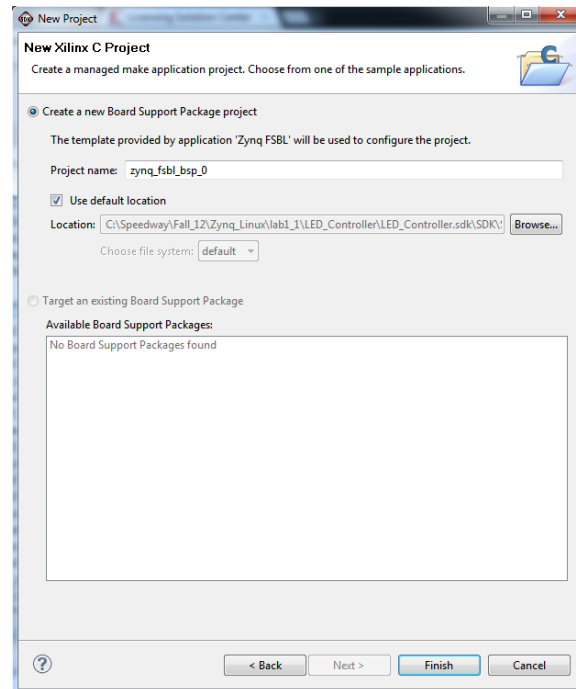 New Project
Licensing Solution Center
New Xilinx C Project
Create a managed make application project. Choose from one of the sample applications.
Create a new Board Support Package project
The template provided by application 'Zynq FSBL' will be used to configure the project.
Project name: zynq_fsbl_bsp_0
Use default location
Location: C:\Speedway\Fall_12\Zynq_Linux\lab1_1\LED_Controller\LED_Controller.sdk\SDK\ Browse...
Choose file system: default
Target an existing Board Support Package
Available Board Support Packages:
No Board Support Packages found
? < Back Next > Finish Cancel